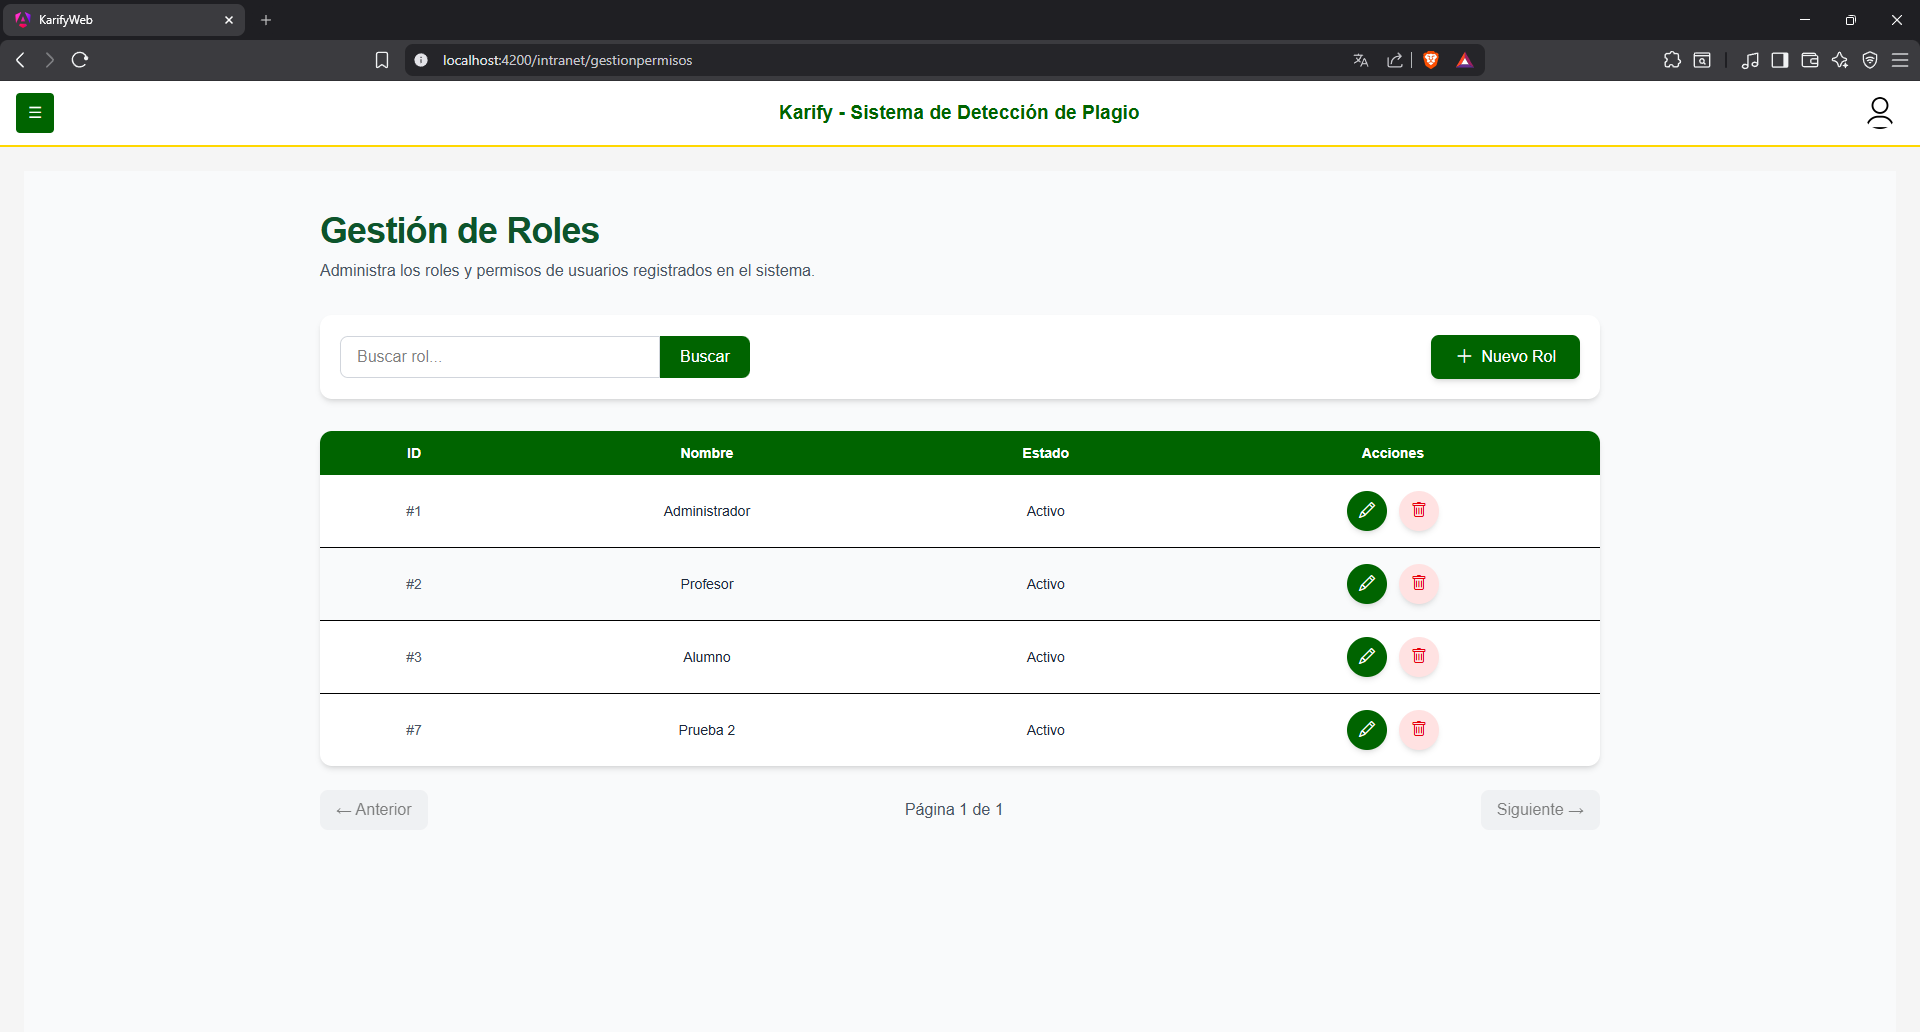 KarifyWeb
localhost:4200/intranet/gestionpermisos
Karify - Sistema de Detección de Plagio
Gestión de Roles
Administra los roles y permisos de usuarios registrados en el sistema.
Buscar rol...
Buscar
+ Nuevo Rol
ID Nombre Estado Acciones
#1 Administrador Activo
#2 Profesor Activo
#3 Alumno Activo
#7 Prueba 2 Activo
← Anterior
Página 1 de 1
Siguiente →